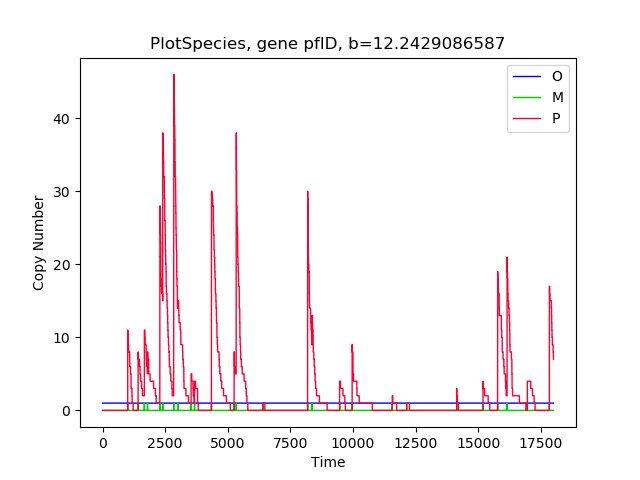 PlotSpecies, gene pfID, b=12.2429086587
O
M
P
40
30
20
10
0
Copy Number
0 2500 5000 7500 10000 12500 15000 17500
Time